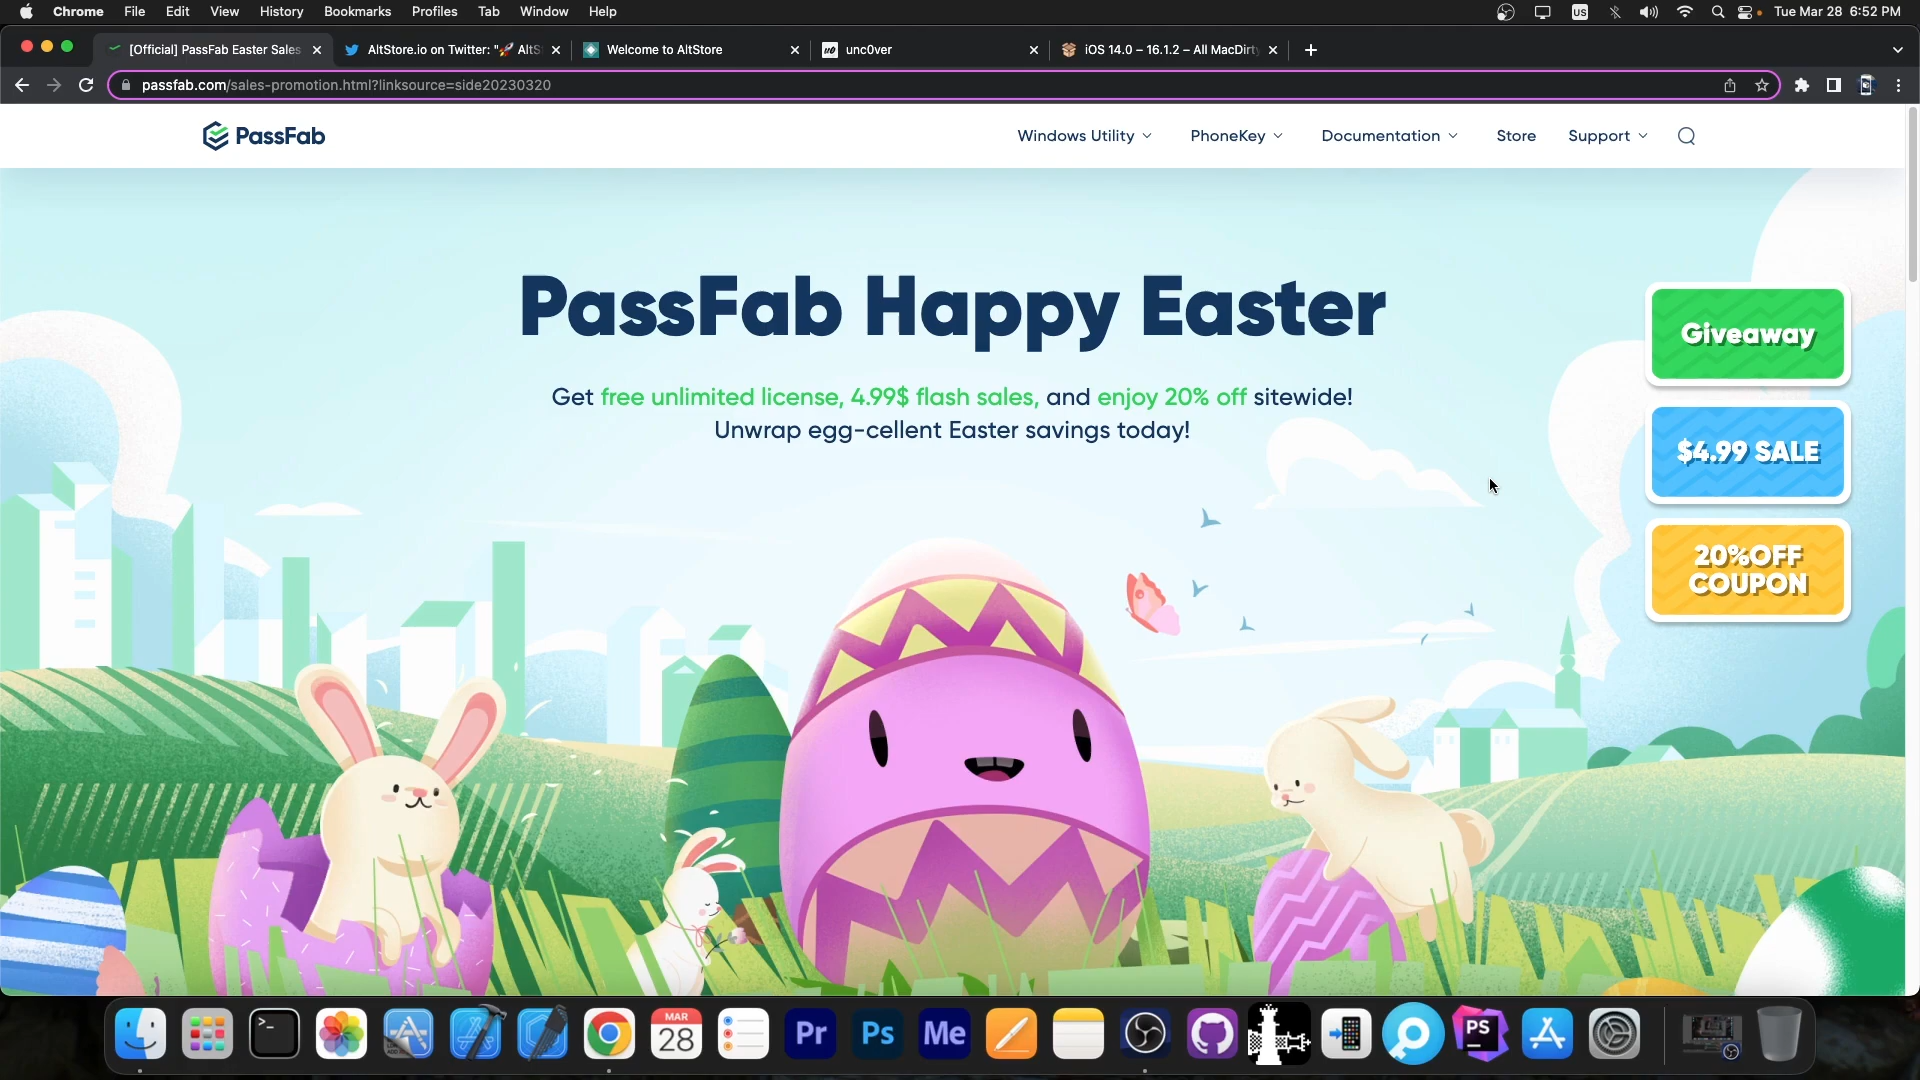 Chrome File Edit View History Bookmarks Profiles Tab Window Help US Tue Mar 28 6:52 PM
[Official] PassFab Easter Sales AltStore.io on Twitter: "🚀 AltS Welcome to AltStore unc0ver iOS 14.0 – 16.1.2 – All MacDirty
passfab.com/sales-promotion.html?linksource=side20230320
PassFab Windows Utility PhoneKey Documentation Store Support
PassFab Happy Easter
Giveaway
Get free unlimited license, 4.99$ flash sales, and enjoy 20% off sitewide!
Unwrap egg-cellent Easter savings today!
$4.99 SALE
20%OFF
COUPON
MAR
28
Pr Ps Me PS